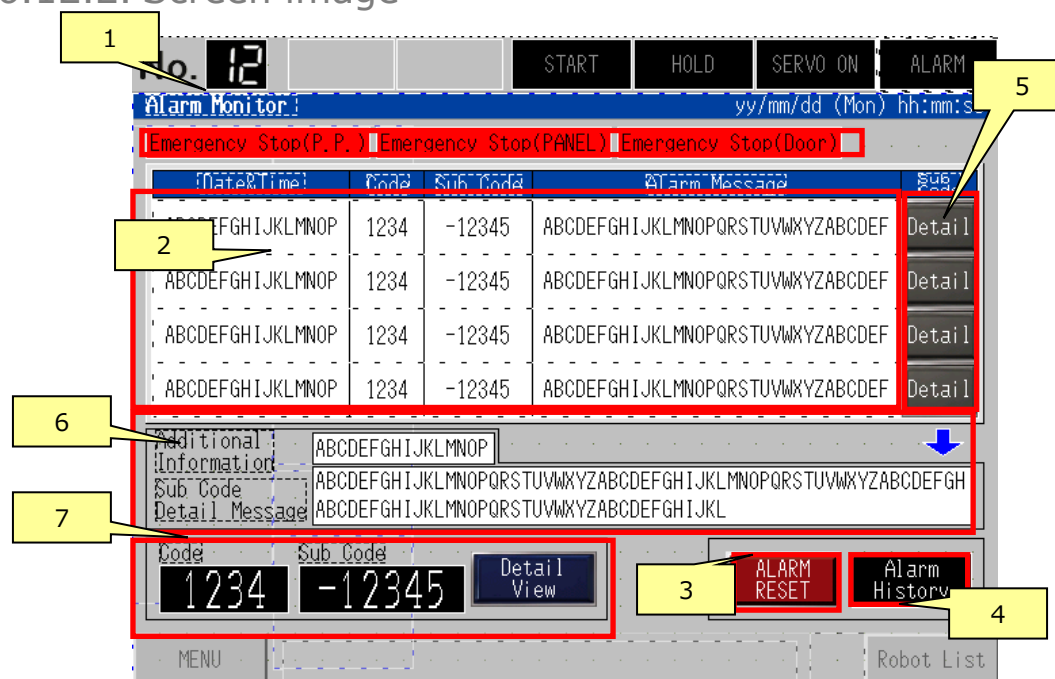 Screen image
1
No. 12
START HOLD SERVO ON ALARM
5
Alarm Monitor yy/mm/dd (Mon) hh:mm:s
Emergency Stop(P.P.) Emergency Stop(PANEL) Emergency Stop(Door)
Date&Time Code Sub Code Alarm Message Sub Code
2
ABCDEFGHIJKLMNOP 1234 -12345 ABCDEFGHIJKLMNOPQRSTUVWXYZABCDEF Detail
ABCDEFGHIJKLMNOP 1234 -12345 ABCDEFGHIJKLMNOPQRSTUVWXYZABCDEF Detail
ABCDEFGHIJKLMNOP 1234 -12345 ABCDEFGHIJKLMNOPQRSTUVWXYZABCDEF Detail
ABCDEFGHIJKLMNOP 1234 -12345 ABCDEFGHIJKLMNOPQRSTUVWXYZABCDEF Detail
6
Additional
Information
ABCDEFGHIJKLMNOP
Sub Code
Detail Message
ABCDEFGHIJKLMNOPQRSTUVWXYZABCDEFGHIJKLMNOPQRSTUVWXYZABCDEFGH
ABCDEFGHIJKLMNOPQRSTUVWXYZABCDEFGHIJKL
7
Code Sub Code
1234 -12345
Detail
View
3
ALARM
RESET
Alarm
History
4
MENU Robot List